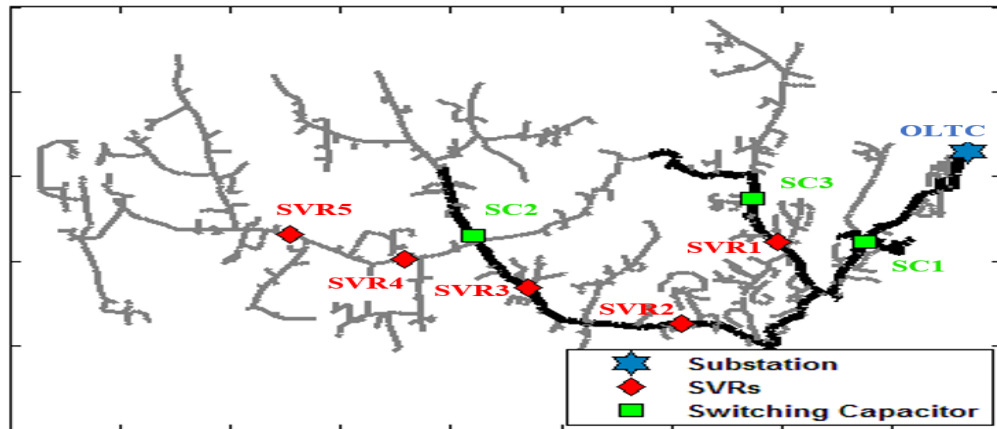 OLTC
SC3
SVR5
SC2
SVR1
SC1
SVR4
SVR3
SVR2
Substation
SVRs
Switching Capacitor